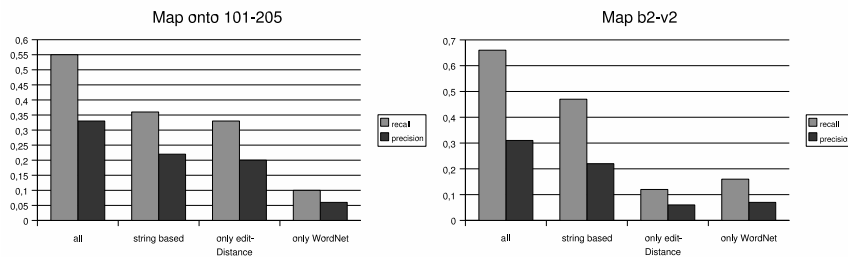 Map onto 101-205
0,6
0,55
0,5
0,45
0,4
0,35
0,3
0,25
0,2
0,15
0,1
0,05
0
all
string based
only edit-
Distance
only WordNet
recall
precision
Map b2-v2
0,7
0,6
0,5
0,4
0,3
0,2
0,1
0
all
string based
only edit-
Distance
only WordNet
recall
precision